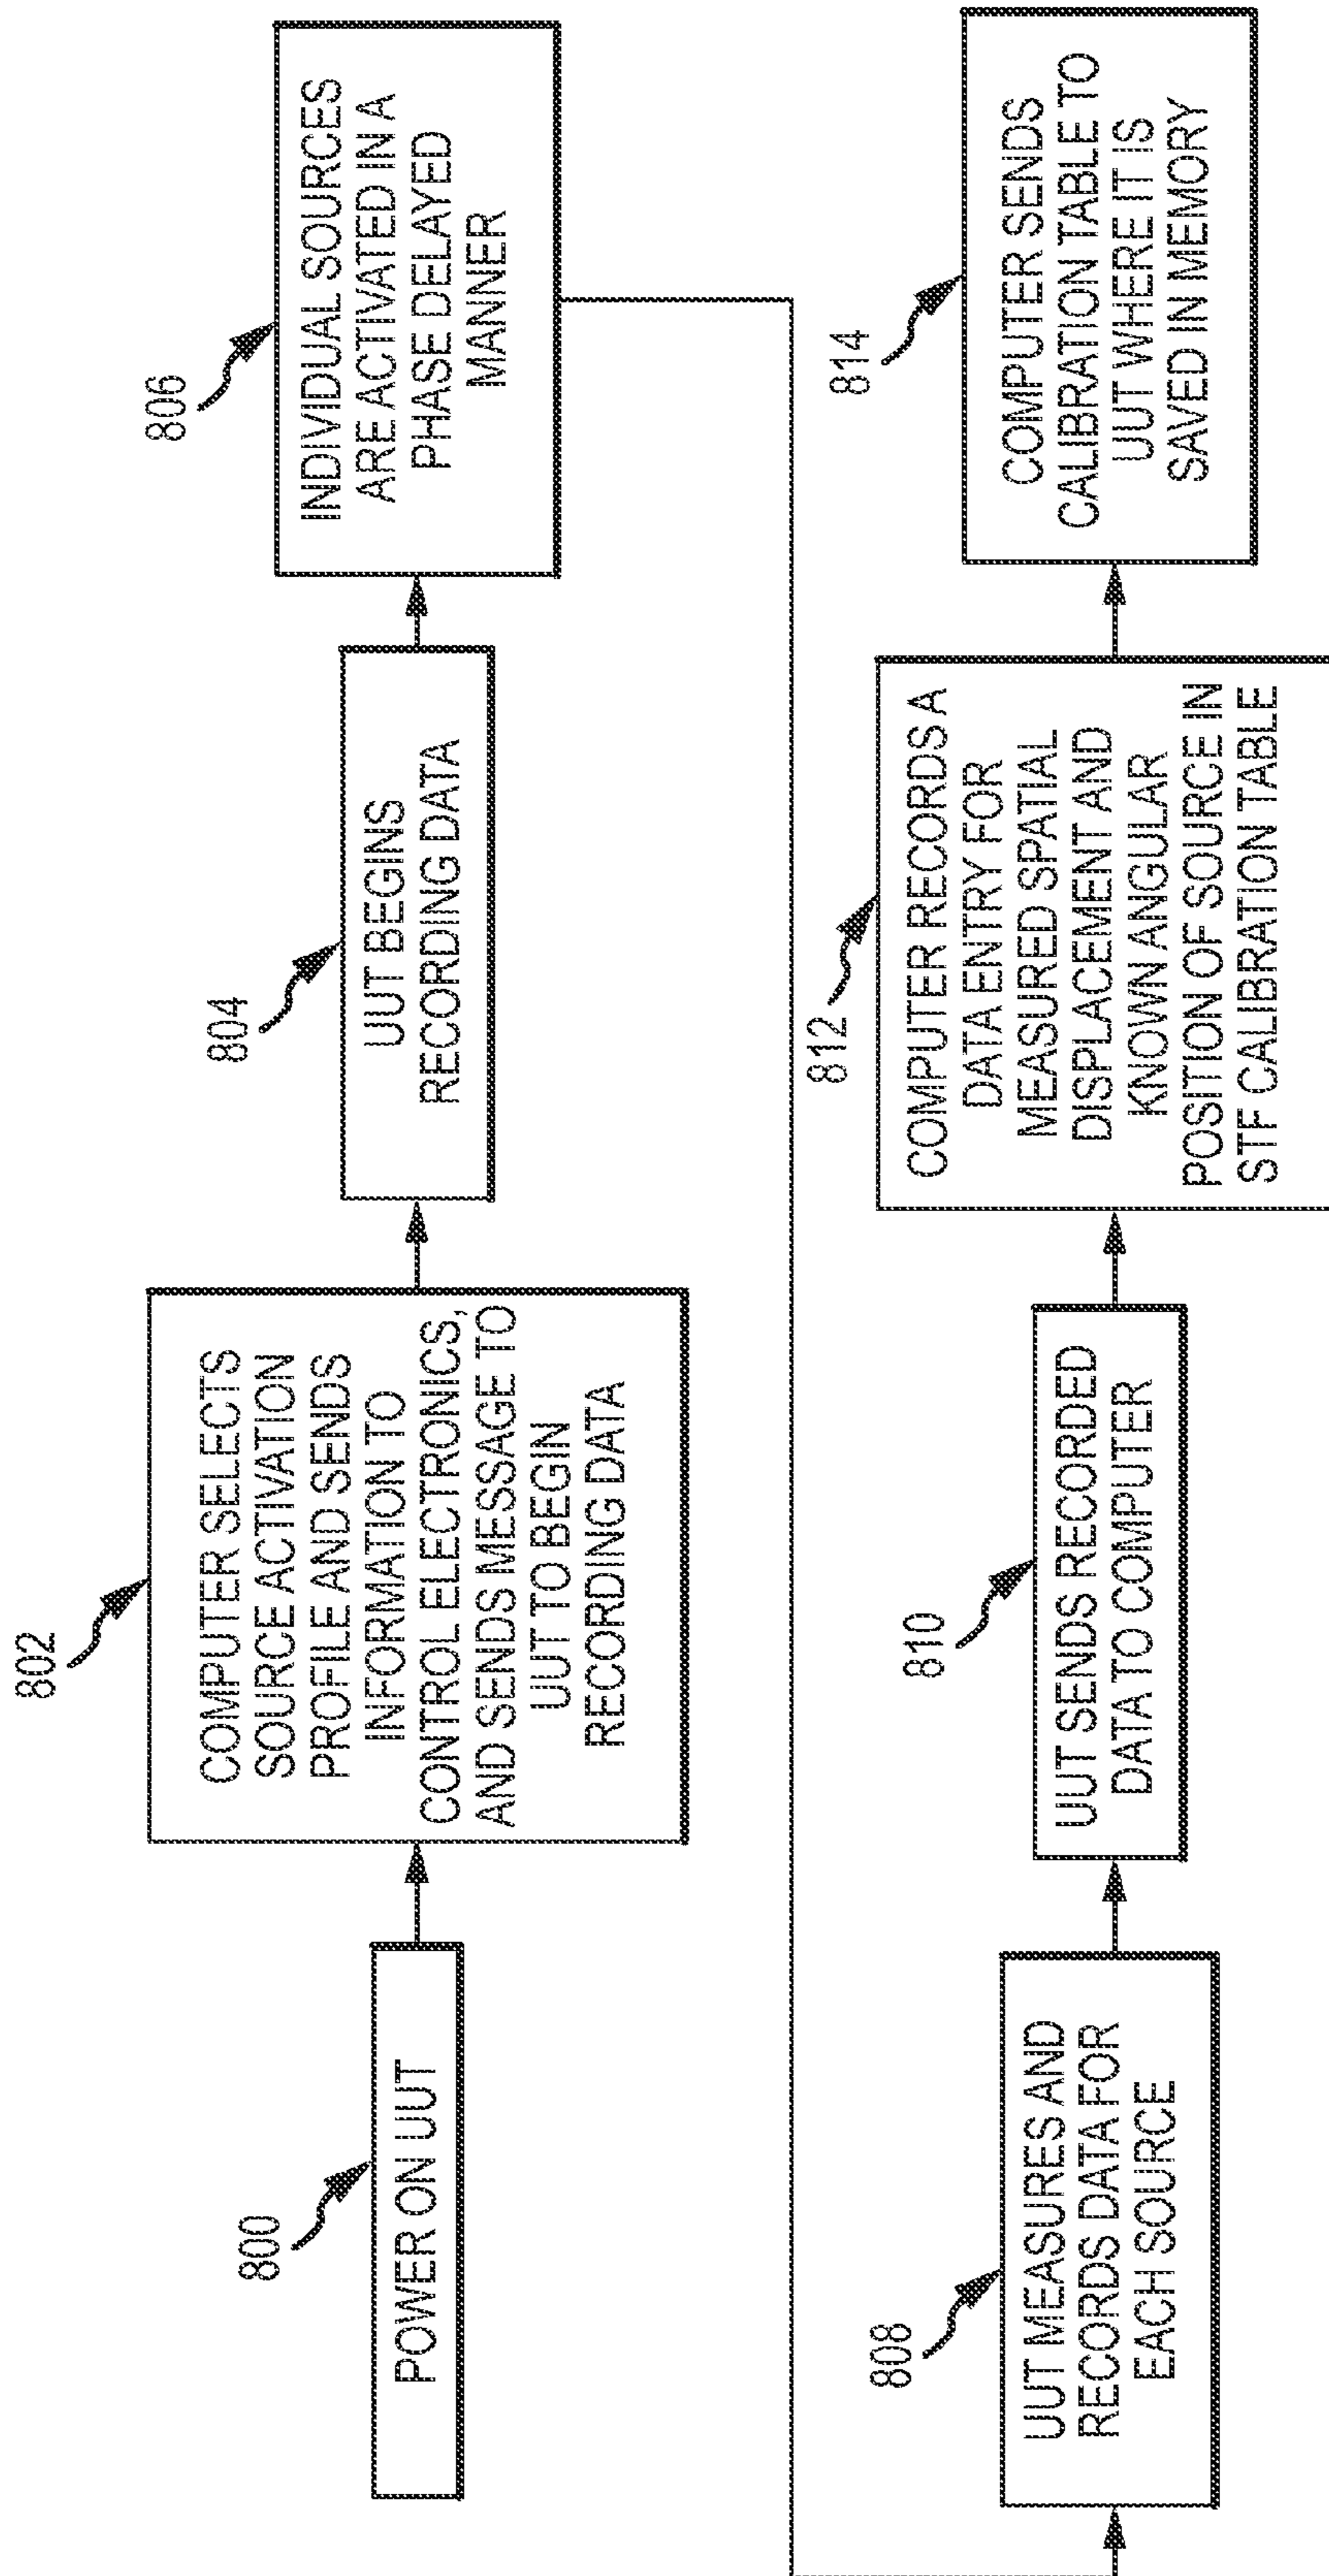 800
POWER ON UUT
802
COMPUTER SELECTS
SOURCE ACTIVATION
PROFILE AND SENDS
INFORMATION TO
CONTROL ELECTRONICS,
AND SENDS MESSAGE TO
UUT TO BEGIN
RECORDING DATA
804
UUT BEGINS
RECORDING DATA
806
INDIVIDUAL SOURCES
ARE ACTIVATED IN A
PHASE DELAYED
MANNER
808
UUT MEASURES AND
RECORDS DATA FOR
EACH SOURCE
810
UUT SENDS RECORDED
DATA TO COMPUTER
812
COMPUTER RECORDS A
DATA ENTRY FOR
MEASURED SPATIAL
DISPLACEMENT AND
KNOWN ANGULAR
POSITION OF SOURCE IN
STF CALIBRATION TABLE
814
COMPUTER SENDS
CALIBRATION TABLE TO
UUT WHERE IT IS
SAVED IN MEMORY